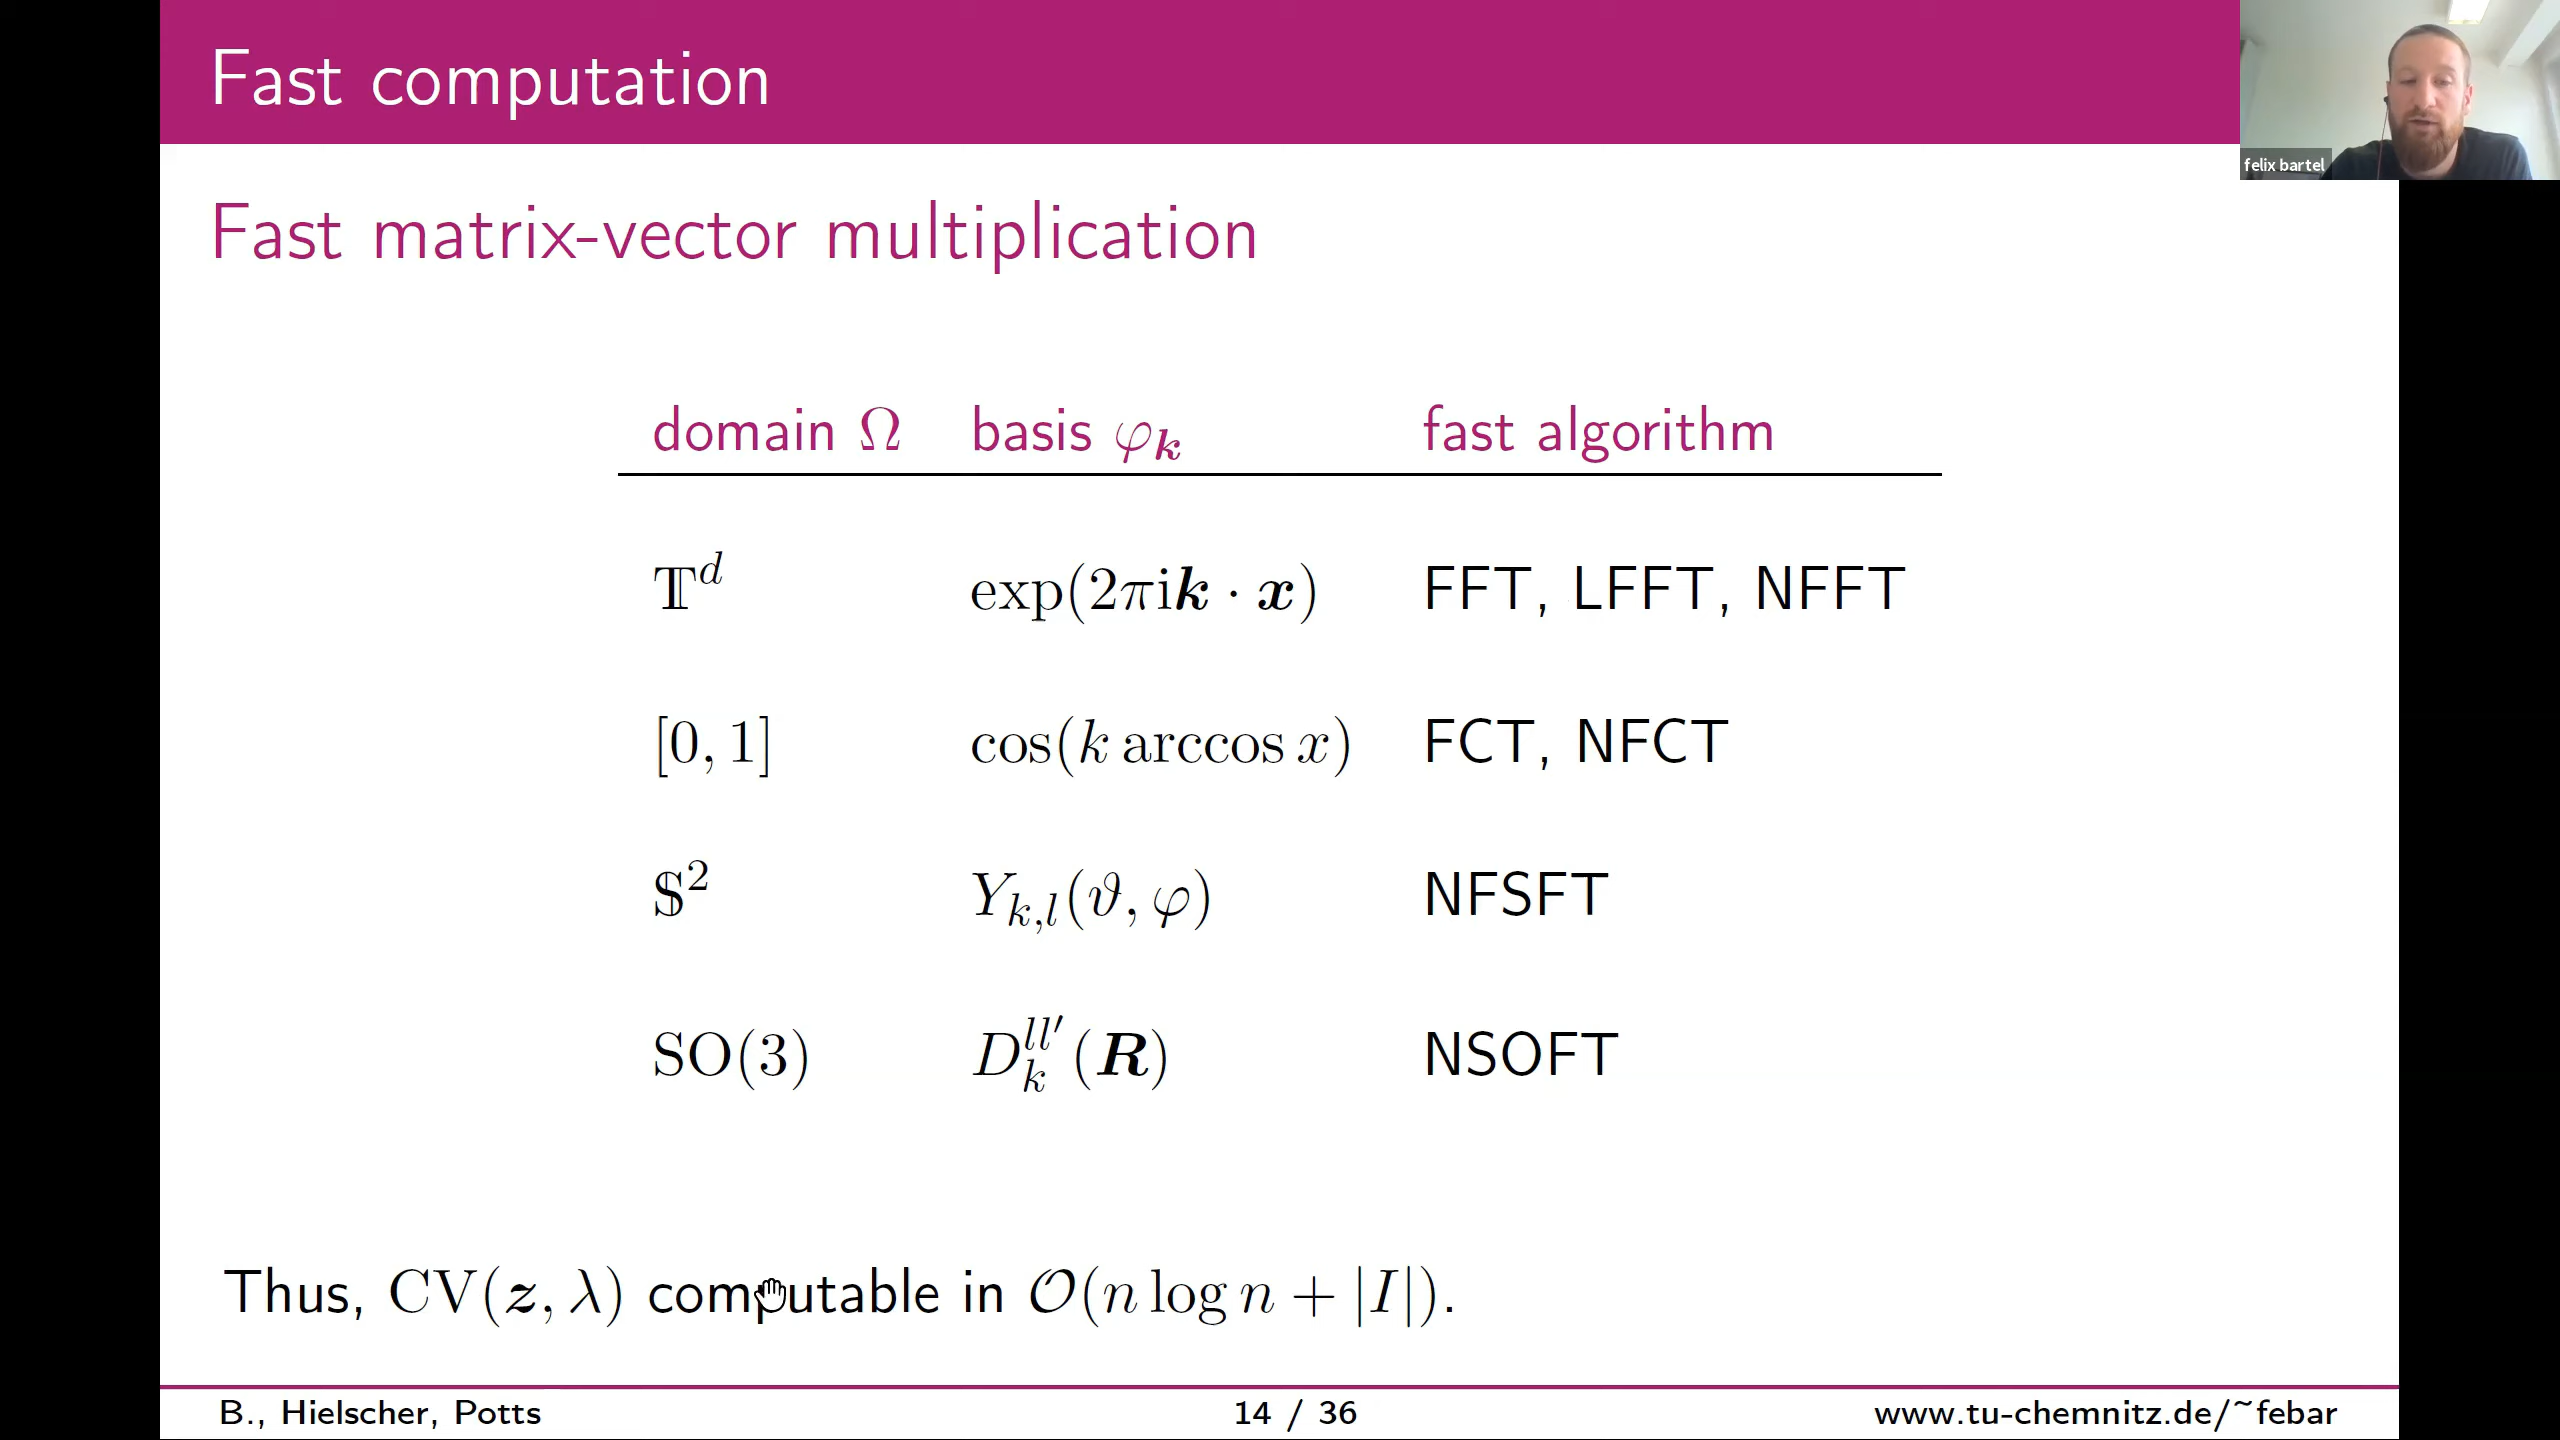 Fast computation
felix bartel
Fast matrix-vector multiplication
domain Ω basis φ_𝒌 fast algorithm
𝕋^d exp(2πi𝒌 · 𝒙) FFT, LFFT, NFFT
[0, 1] cos(k arccos x) FCT, NFCT
𝕊^2 Y_{k,l}(ϑ, φ) NFSFT
SO(3) D_k^{ll′}(𝑹) NSOFT
Thus, CV(𝒛, λ) computable in 𝒪(n log n + |I|).
B., Hielscher, Potts 14 / 36 www.tu-chemnitz.de/~febar